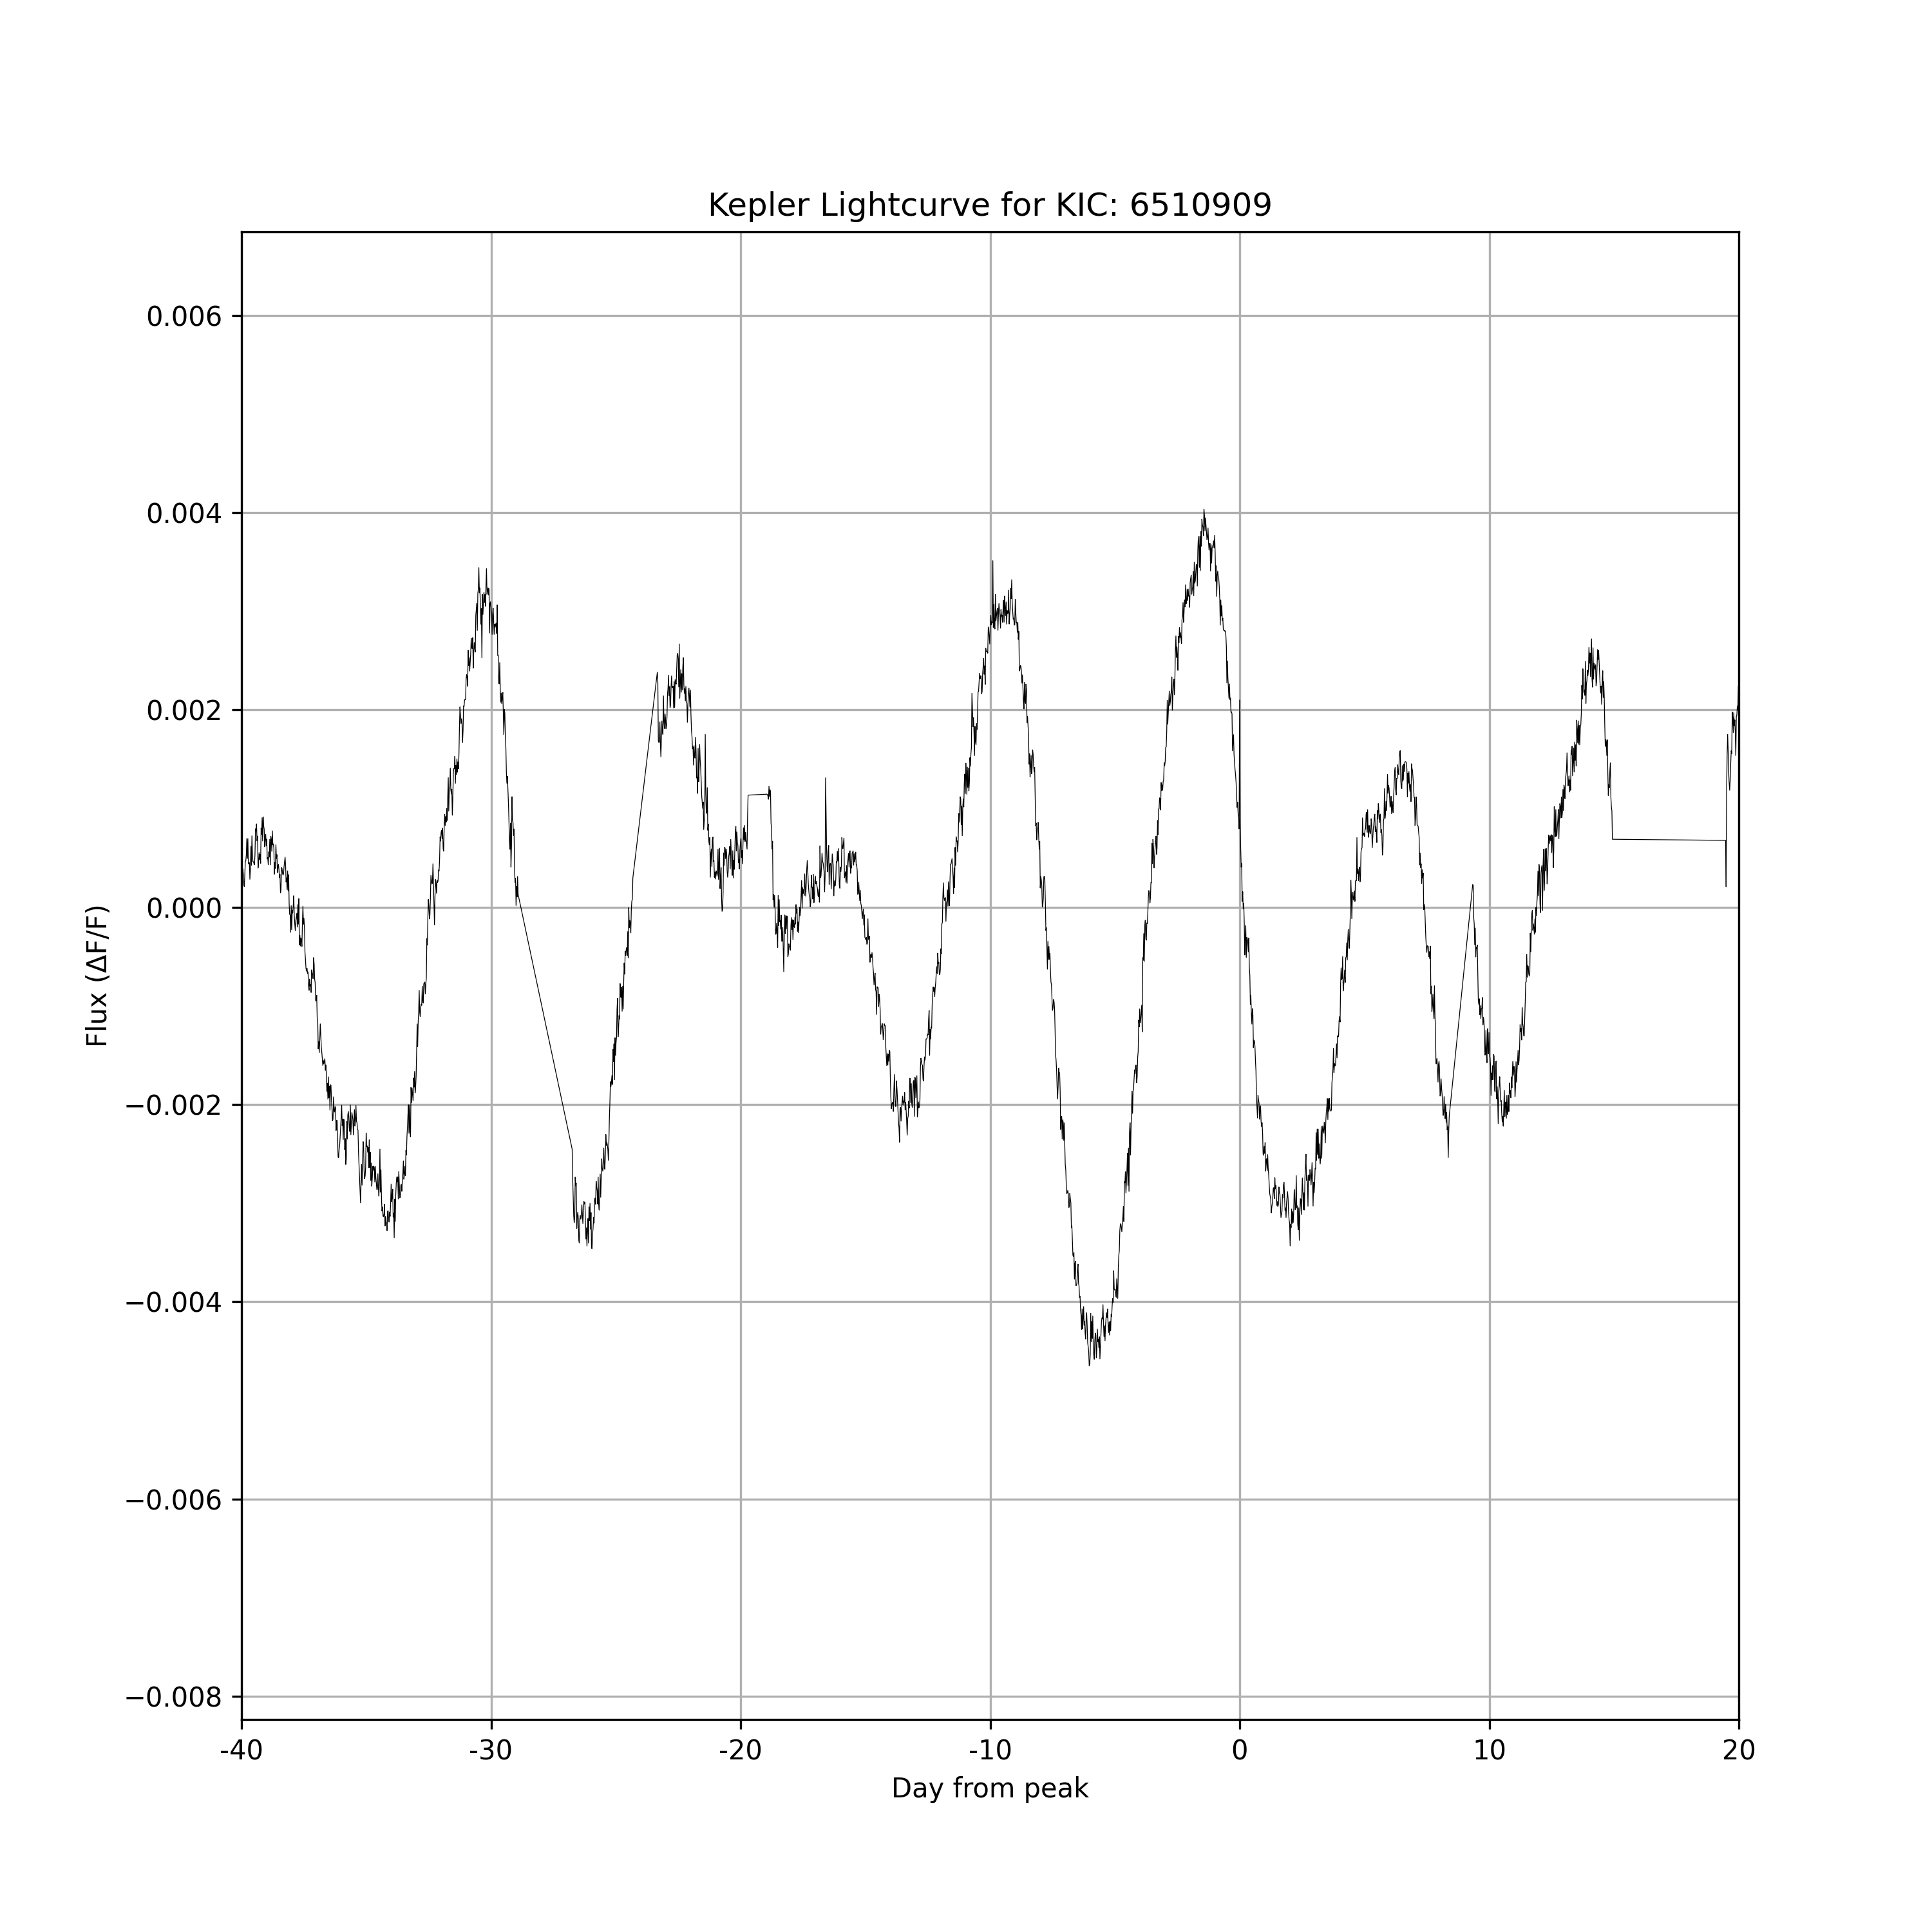 Kepler Lightcurve for KIC: 6510909
0.006
0.004
0.002
0.000
−0.002
−0.004
−0.006
−0.008
Flux (ΔF/F)
-40 -30 -20 -10 0 10 20
Day from peak